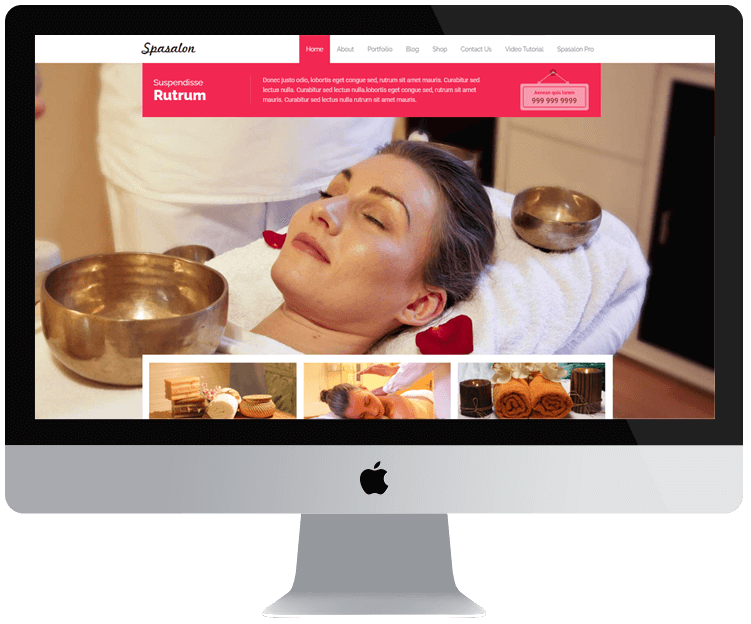 Spasalon
Home About Portfolio Blog Shop Contact Us Video Tutorial Spasalon Pro
Suspendisse
Rutrum
Donec justo odio, lobortis eget congue sed, rutrum sit amet mauris. Curabitur sed
lectus nulla. Curabitur sed lectus nulla.lobortis eget congue sed, rutrum sit amet
mauris. Curabitur sed lectus nulla rutrum sit amet mauris.
Aenean quis lorem
999 999 9999